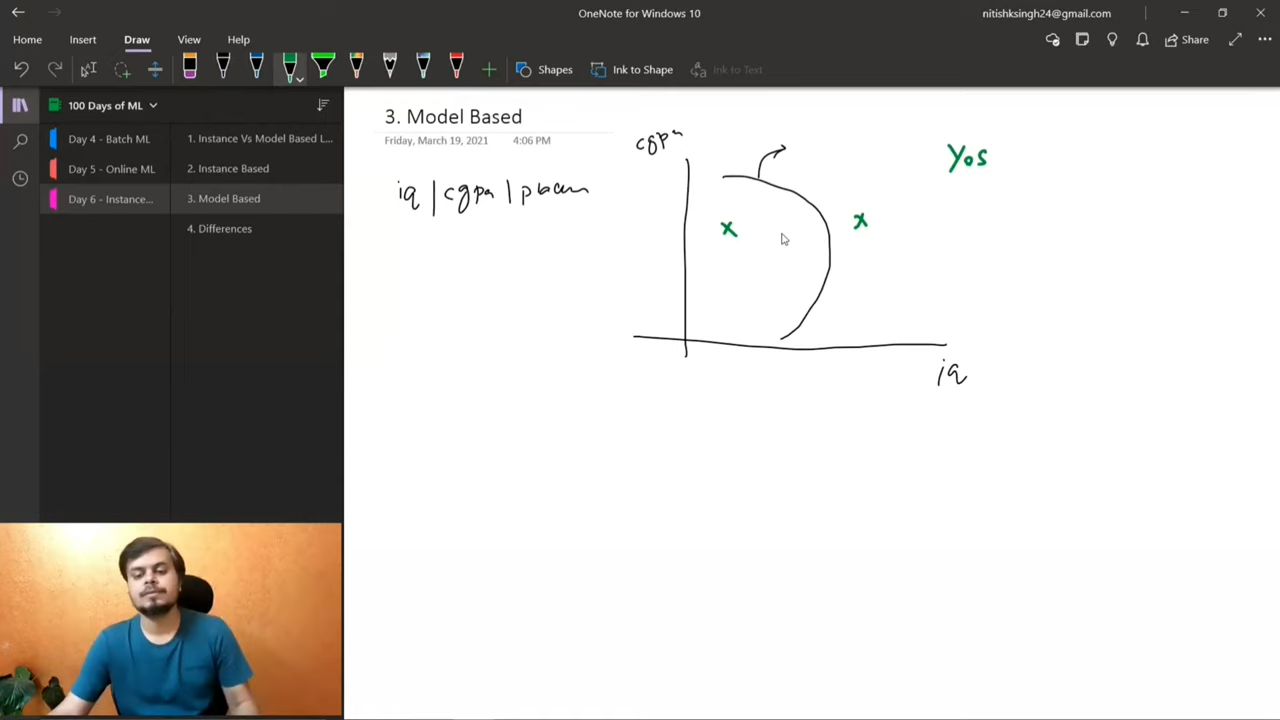 OneNote for Windows 10
nitishksingh24@gmail.com
Home Insert Draw View Help
Share
Shapes
Ink to Shape
Ink to Text
100 Days of ML
Day 4 - Batch ML
Day 5 - Online ML
Day 6 - Instance...
1. Instance Vs Model Based L...
2. Instance Based
3. Model Based
4. Differences
3. Model Based
Friday, March 19, 2021 4:06 PM
iq | cgpa |
cgpa
x x
Yes
iq